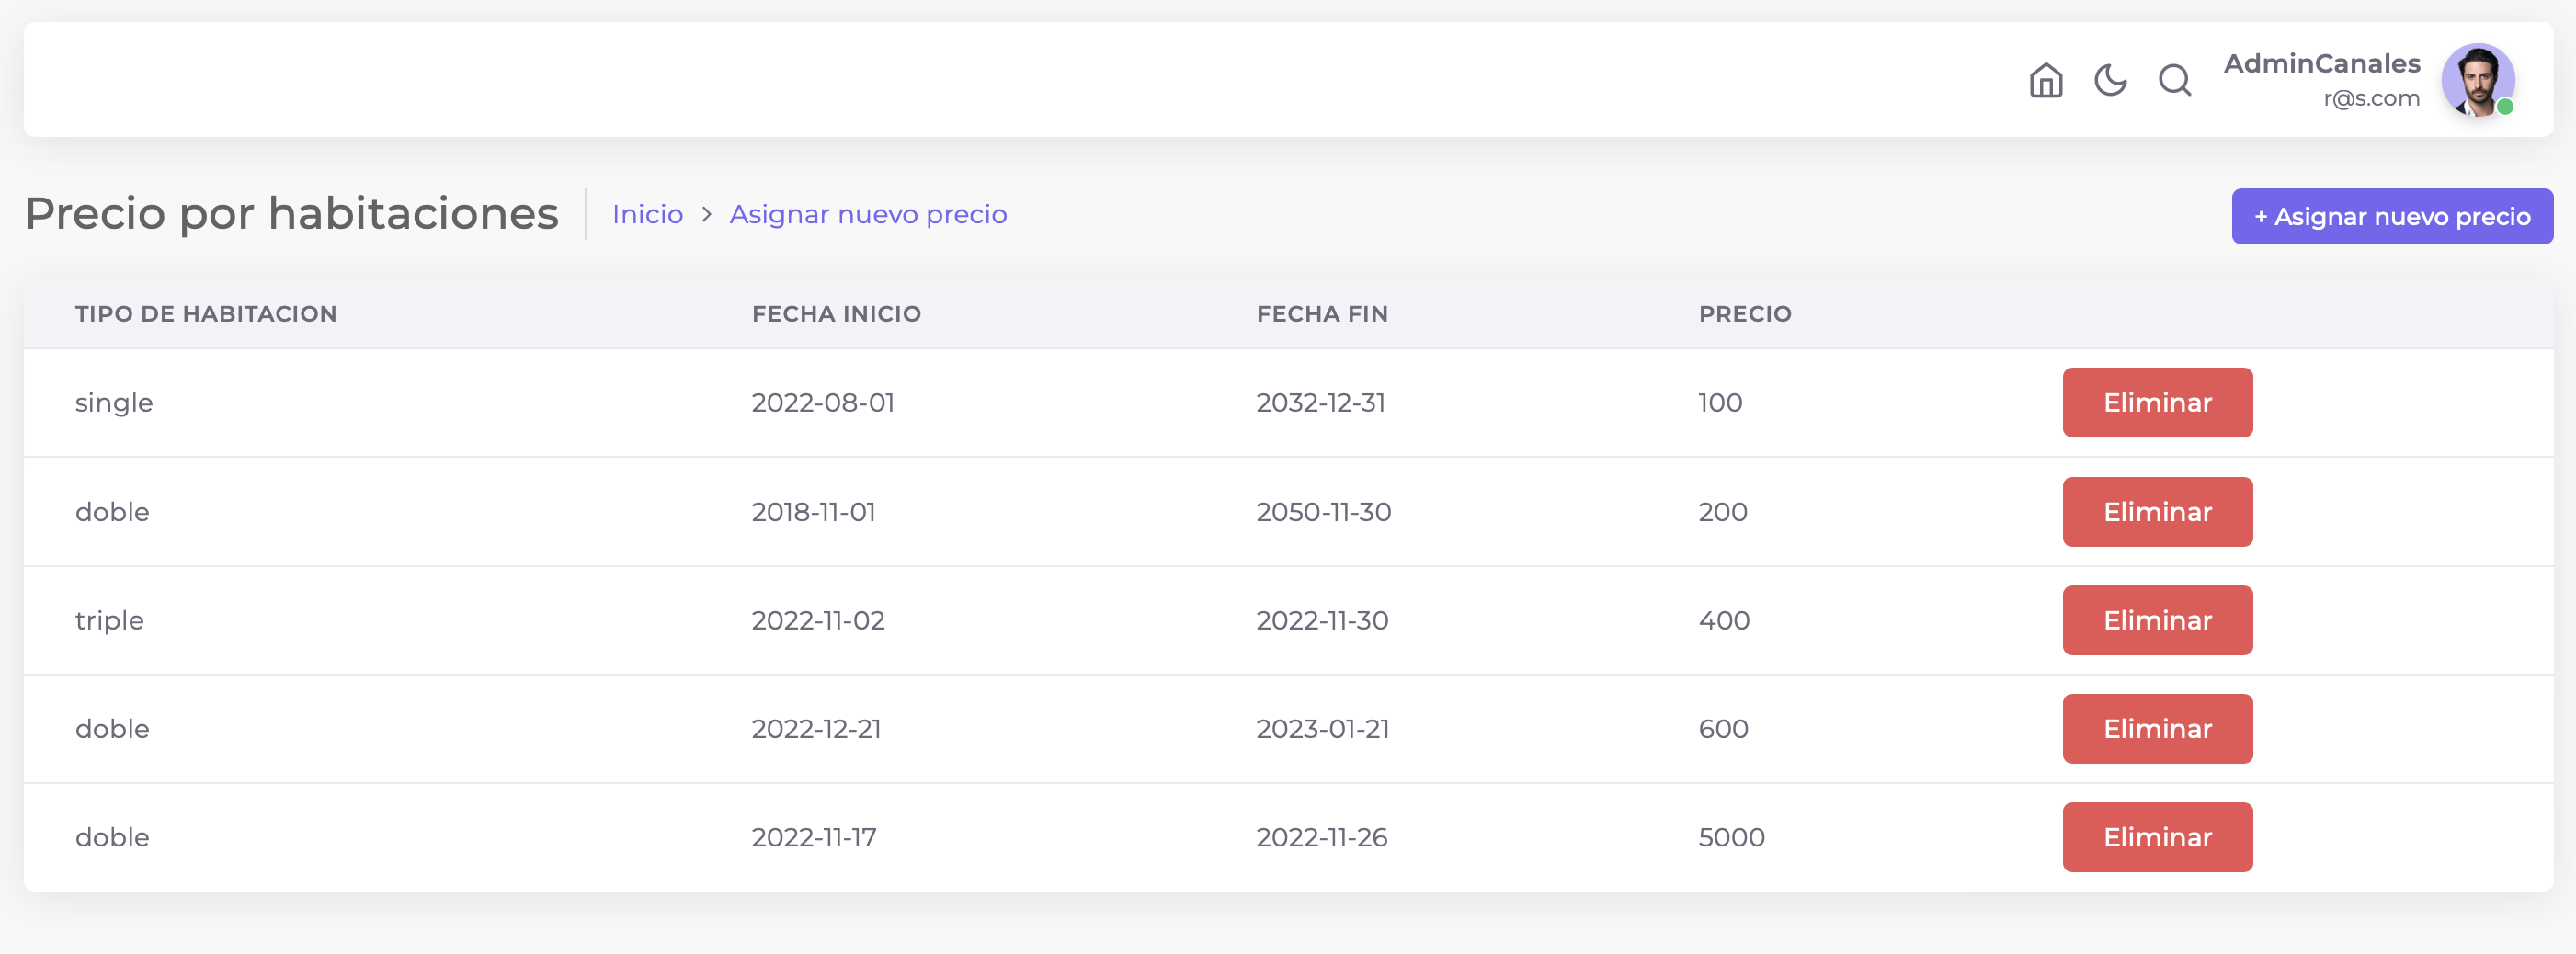 AdminCanales
r@s.com
Precio por habitaciones Inicio > Asignar nuevo precio + Asignar nuevo precio
TIPO DE HABITACION FECHA INICIO FECHA FIN PRECIO
single 2022-08-01 2032-12-31 100 Eliminar
doble 2018-11-01 2050-11-30 200 Eliminar
triple 2022-11-02 2022-11-30 400 Eliminar
doble 2022-12-21 2023-01-21 600 Eliminar
doble 2022-11-17 2022-11-26 5000 Eliminar